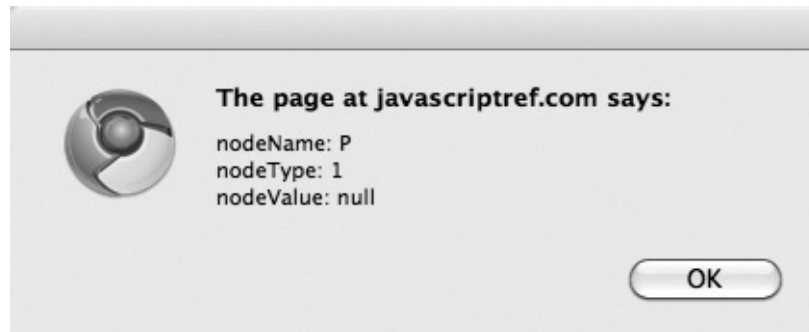 The page at javascriptref.com says:
nodeName: P
nodeType: 1
nodeValue: null
OK